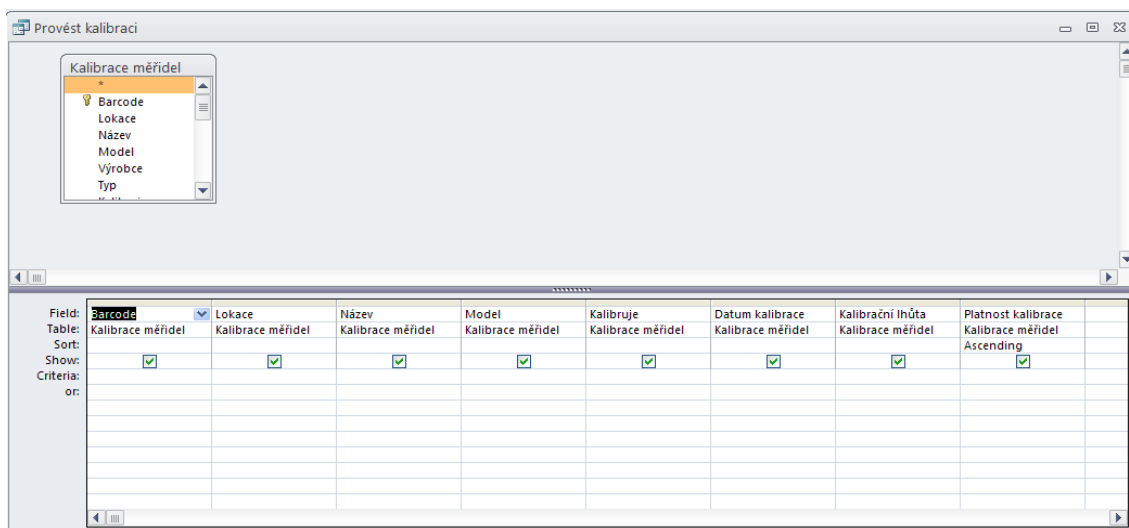 Provést kalibraci
Kalibrace měřidel
*
Barcode
Lokace
Název
Model
Výrobce
Typ
Field: Barcode Lokace Název Model Kalibruje Datum kalibrace Kalibrační lhůta Platnost kalibrace
Table: Kalibrace měřidel Kalibrace měřidel Kalibrace měřidel Kalibrace měřidel Kalibrace měřidel Kalibrace měřidel Kalibrace měřidel Kalibrace měřidel
Sort: Ascending
Show:
Criteria:
or: